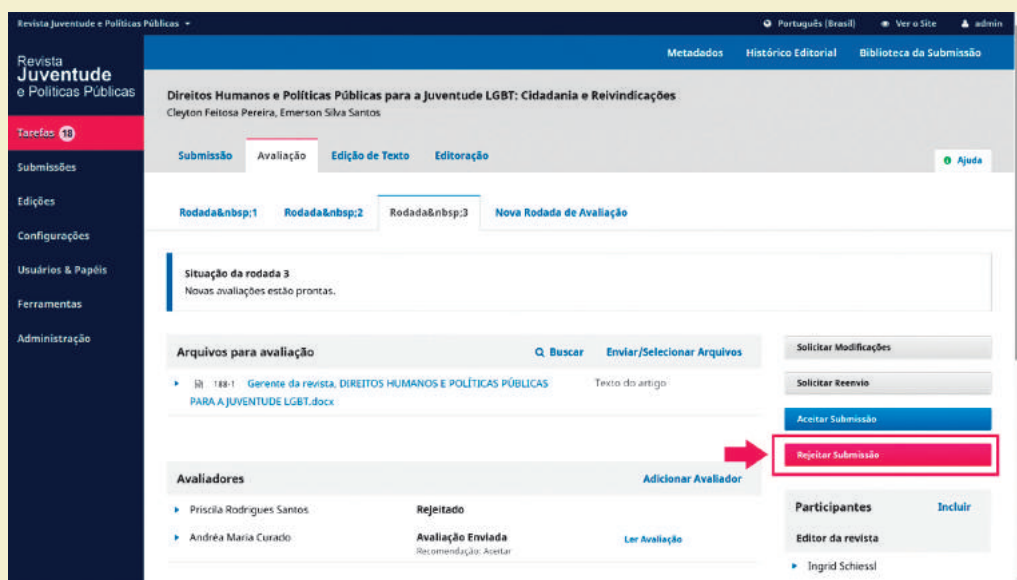 Revista Juventude e Políticas Públicas
Português (Brasil)
Ver o Site
admin
Revista
Juventude
e Políticas Públicas
Metadados
Histórico Editorial
Biblioteca da Submissão
Direitos Humanos e Políticas Públicas para a Juventude LGBT: Cidadania e Reivindicações
Cleyton Feitosa Pereira, Emerson Silva Santos
Tarefas 18
Submissões
Edições
Configurações
Usuários & Papéis
Ferramentas
Administração
Submissão
Avaliação
Edição de Texto
Editoração
Ajuda
Rodada&nbsp;1
Rodada&nbsp;2
Rodada&nbsp;3
Nova Rodada de Avaliação
Situação da rodada 3
Novas avaliações estão prontas.
Arquivos para avaliação
Buscar
Enviar/Selecionar Arquivos
188-1 Gerente da revista, DIREITOS HUMANOS E POLÍTICAS PÚBLICAS
PARA A JUVENTUDE LGBT.docx
Texto do artigo
Solicitar Modificações
Solicitar Reenvio
Aceitar Submissão
Rejeitar Submissão
Avaliadores
Adicionar Avaliador
Priscila Rodrigues Santos
Rejeitado
Andréa Maria Curado
Avaliação Enviada
Recomendação: Aceitar
Ler Avaliação
Participantes
Incluir
Editor da revista
Ingrid Schiessl